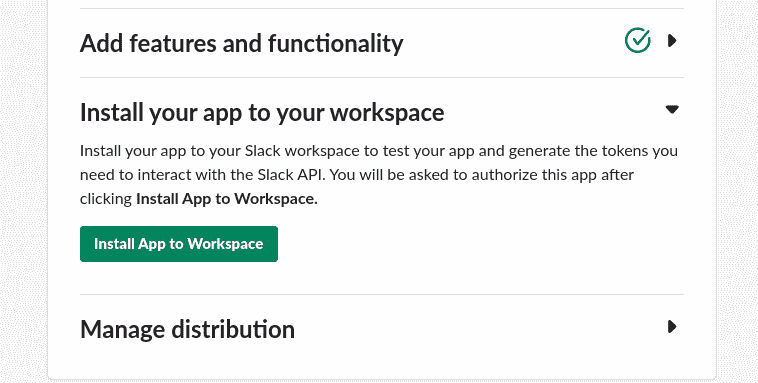 Add features and functionality
Install your app to your workspace
Install your app to your Slack workspace to test your app and generate the tokens you
need to interact with the Slack API. You will be asked to authorize this app after
clicking Install App to Workspace.
Install App to Workspace
Manage distribution